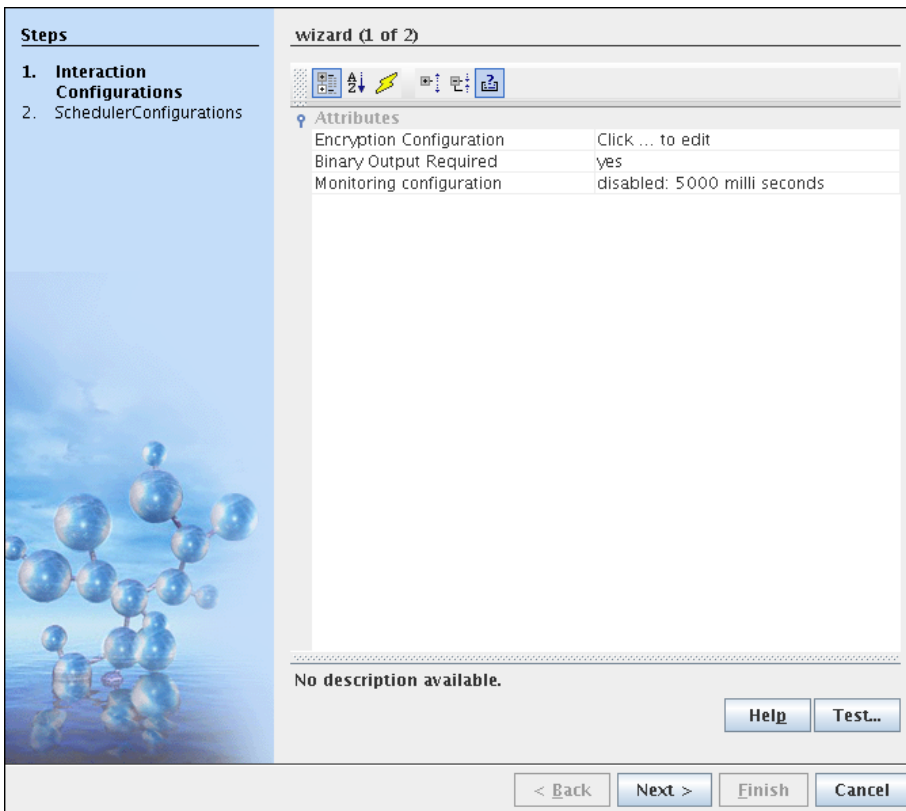 Steps
1. Interaction
Configurations
2. SchedulerConfigurations
wizard (1 of 2)
Attributes
Encryption Configuration Click ... to edit
Binary Output Required yes
Monitoring configuration disabled: 5000 milli seconds
No description available.
Help Test...
< Back Next > Finish Cancel